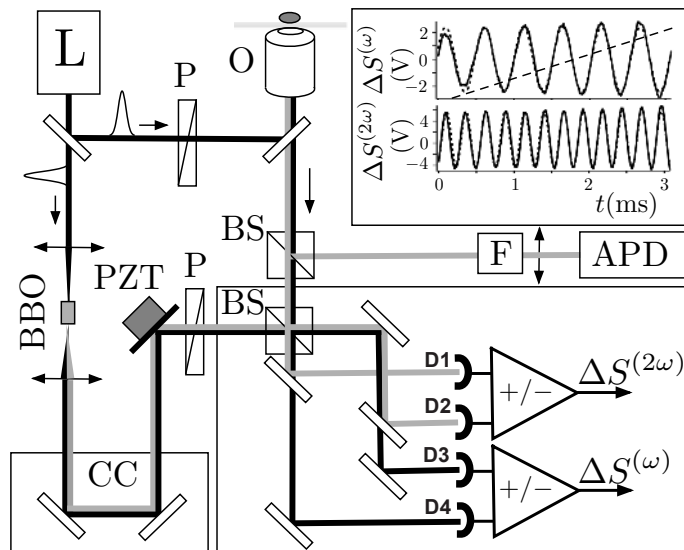 L
P
O
ΔS^(ω)
(V)
2
0
−2
ΔS^(2ω)
(V)
4
0
−4
0 1 2 3
t(ms)
BS
F
APD
PZT
P
BS
BBO
CC
D1
D2
D3
D4
+/−
ΔS^(2ω)
+/−
ΔS^(ω)